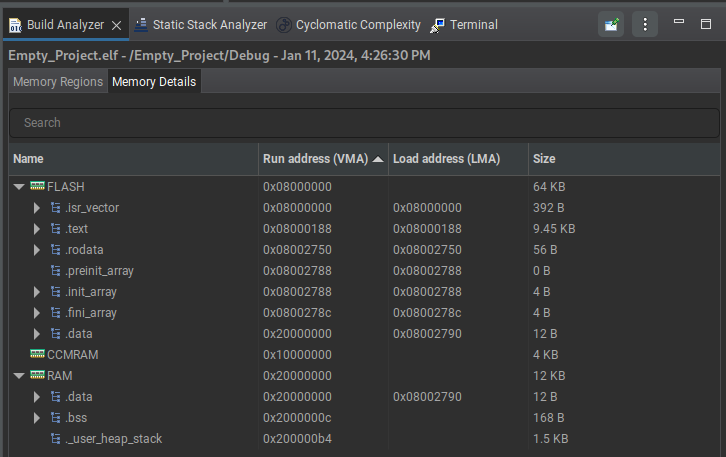 Build Analyzer Static Stack Analyzer Cyclomatic Complexity Terminal
Empty_Project.elf - /Empty_Project/Debug - Jan 11, 2024, 4:26:30 PM
Memory Regions Memory Details
Search
Name Run address (VMA) Load address (LMA) Size
FLASH 0x08000000 64 KB
.isr_vector 0x08000000 0x08000000 392 B
.text 0x08000188 0x08000188 9.45 KB
.rodata 0x08002750 0x08002750 56 B
.preinit_array 0x08002788 0x08002788 0 B
.init_array 0x08002788 0x08002788 4 B
.fini_array 0x0800278c 0x0800278c 4 B
.data 0x20000000 0x08002790 12 B
CCMRAM 0x10000000 4 KB
RAM 0x20000000 12 KB
.data 0x20000000 0x08002790 12 B
.bss 0x2000000c 168 B
._user_heap_stack 0x200000b4 1.5 KB